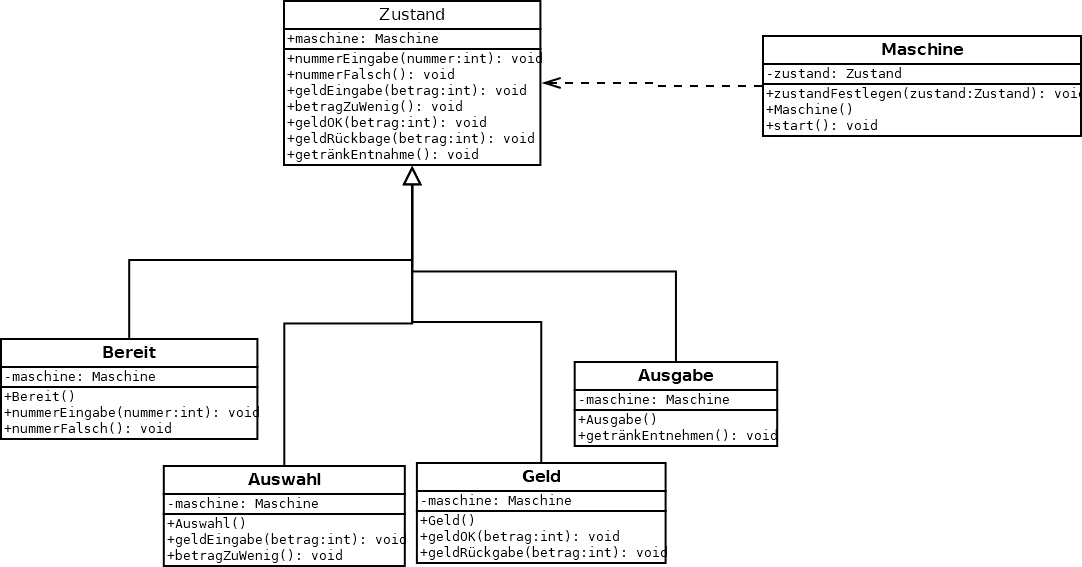 Zustand
+maschine: Maschine
+nummerEingabe(nummer:int): void
+nummerFalsch(): void
+geldEingabe(betrag:int): void
+betragZuWenig(): void
+geldOK(betrag:int): void
+geldRückbage(betrag:int): void
+getränkEntnahme(): void
Maschine
-zustand: Zustand
+zustandFestlegen(zustand:Zustand): void
+Maschine()
+start(): void
Bereit
-maschine: Maschine
+Bereit()
+nummerEingabe(nummer:int): void
+nummerFalsch(): void
Auswahl
-maschine: Maschine
+Auswahl()
+geldEingabe(betrag:int): void
+betragZuWenig(): void
Geld
-maschine: Maschine
+Geld()
+geldOK(betrag:int): void
+geldRückgabe(betrag:int): void
Ausgabe
-maschine: Maschine
+Ausgabe()
+getränkEntnehmen(): void